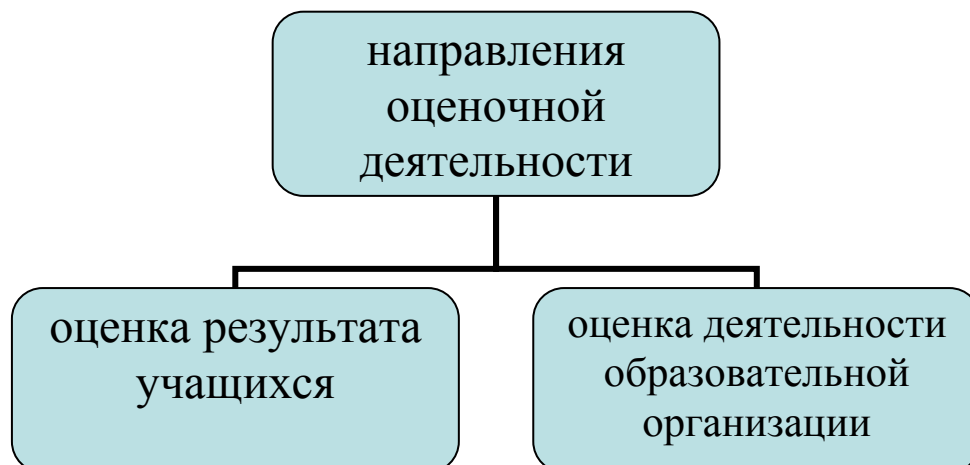 направления
оценочной
деятельности
оценка результата
учащихся
оценка деятельности
образовательной
организации